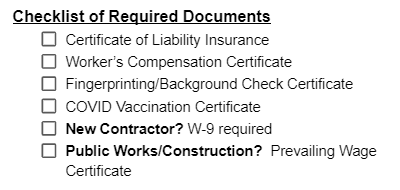 Checklist of Required Documents
Certificate of Liability Insurance
Worker's Compensation Certificate
Fingerprinting/Background Check Certificate
COVID Vaccination Certificate
New Contractor? W-9 required
Public Works/Construction? Prevailing Wage
Certificate